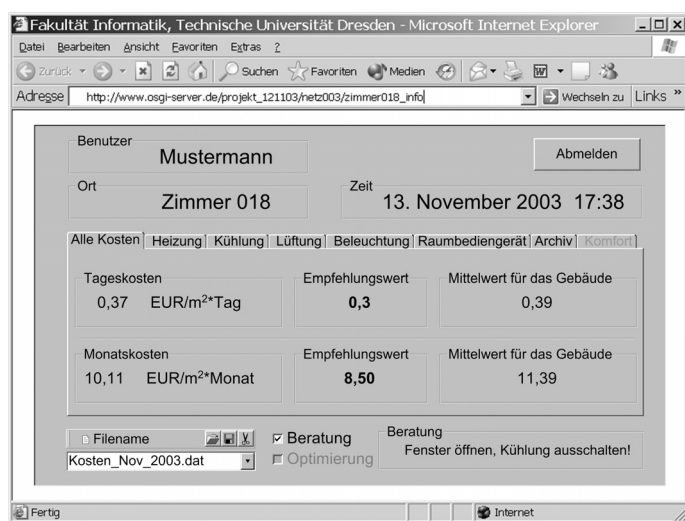 Fakultät Informatik, Technische Universität Dresden - Microsoft Internet Explorer
Datei Bearbeiten Ansicht Favoriten Extras ?
Zurück Suchen Favoriten Medien
Adresse http://www.osgi-server.de/projekt_121103/netz003/zimmer018_info Wechseln zu Links »
Benutzer
Mustermann
Abmelden
Ort
Zimmer 018
Zeit
13. November 2003 17:38
Alle Kosten Heizung Kühlung Lüftung Beleuchtung Raumbediengerät Archiv Komfort
Tageskosten Empfehlungswert Mittelwert für das Gebäude
0,37 EUR/m²*Tag 0,3 0,39
Monatskosten Empfehlungswert Mittelwert für das Gebäude
10,11 EUR/m²*Monat 8,50 11,39
Filename
Kosten_Nov_2003.dat
Beratung
Optimierung
Beratung
Fenster öffnen, Kühlung ausschalten!
Fertig Internet